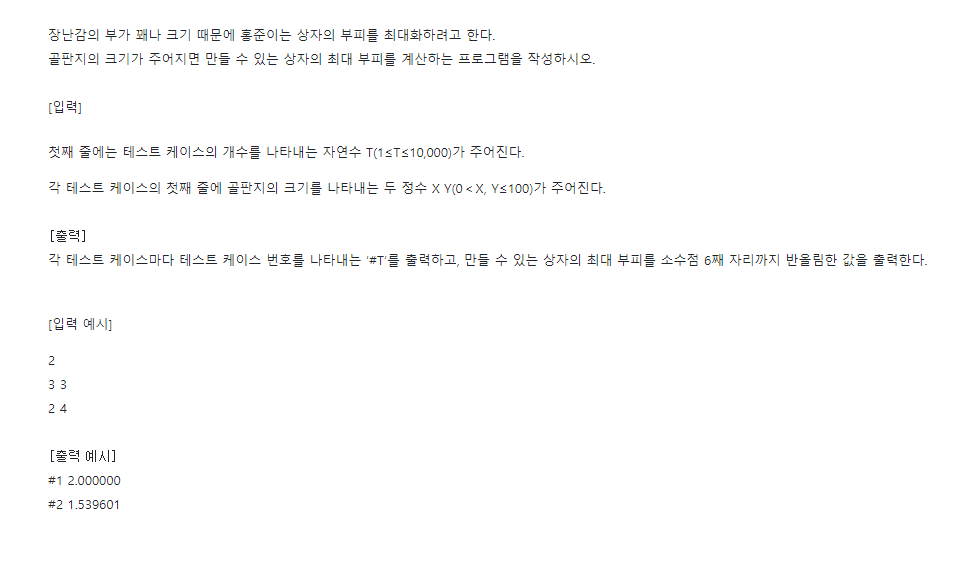 장난감의 부가 꽤나 크기 때문에 홍준이는 상자의 부피를 최대화하려고 한다.
골판지의 크기가 주어지면 만들 수 있는 상자의 최대 부피를 계산하는 프로그램을 작성하시오.
[입력]
첫째 줄에는 테스트 케이스의 개수를 나타내는 자연수 T(1≤T≤10,000)가 주어진다.
각 테스트 케이스의 첫째 줄에 골판지의 크기를 나타내는 두 정수 X Y(0<X, Y≤100)가 주어진다.
[출력]
각 테스트 케이스마다 테스트 케이스 번호를 나타내는 ‘#T’를 출력하고, 만들 수 있는 상자의 최대 부피를 소수점 6째 자리까지 반올림한 값을 출력한다.
[입력 예시]
2
3 3
2 4
[출력 예시]
#1 2.000000
#2 1.539601